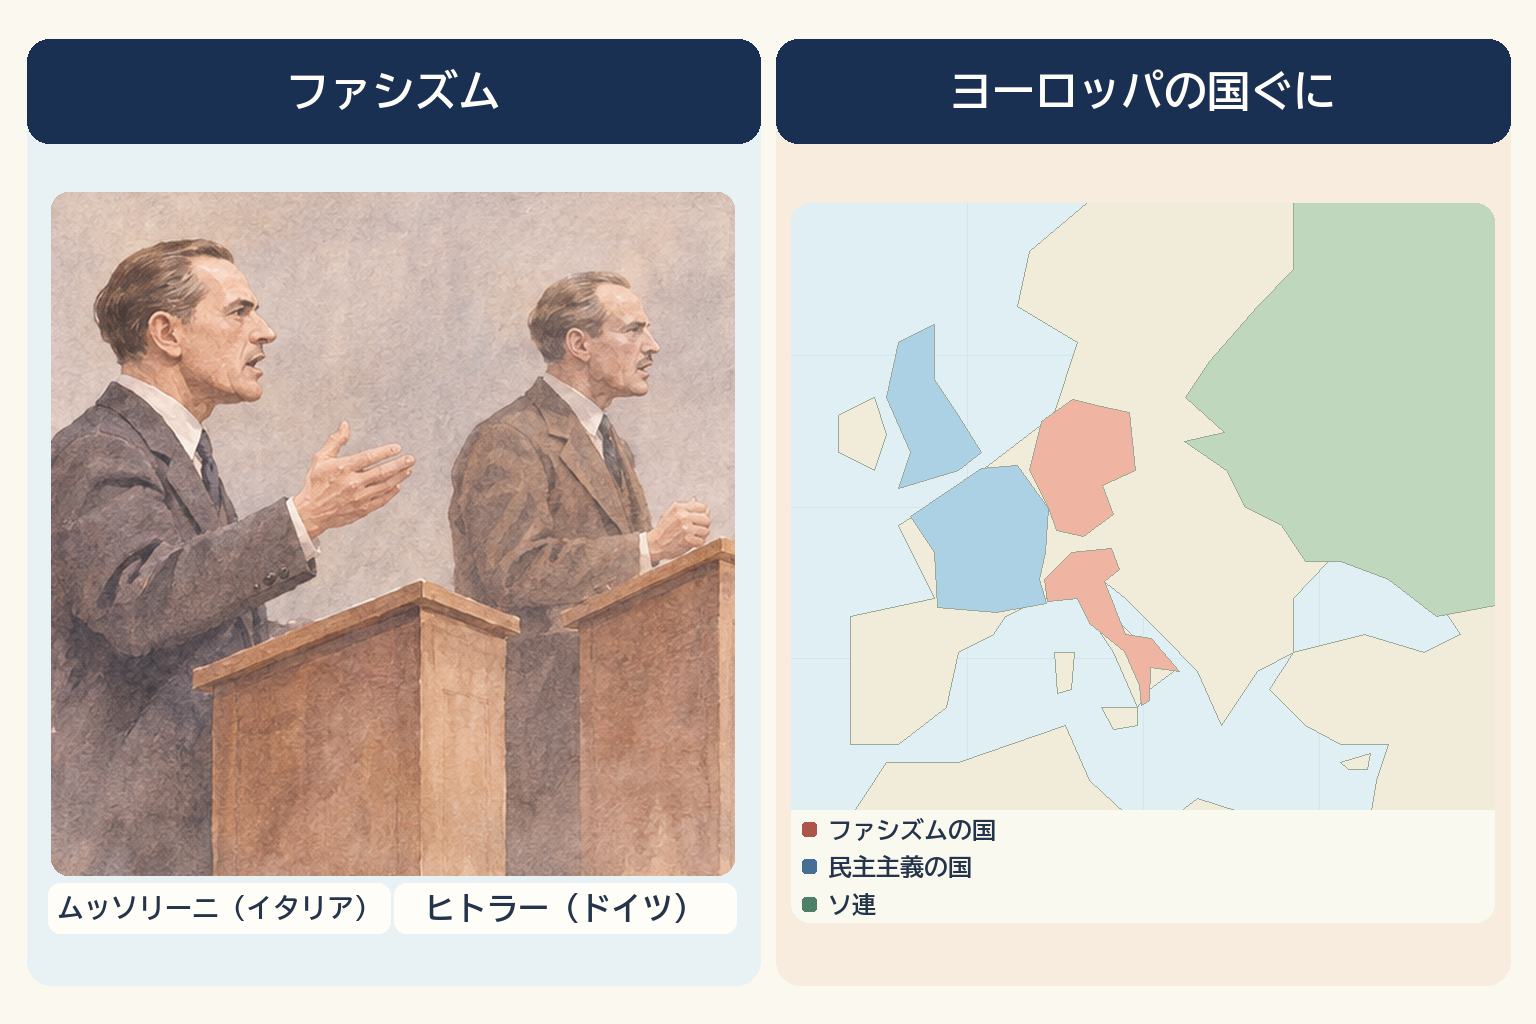 ファシズム
ムッソリーニ（イタリア）
ヒトラー（ドイツ）
ヨーロッパの国ぐに
ファシズムの国
民主主義の国
ソ連